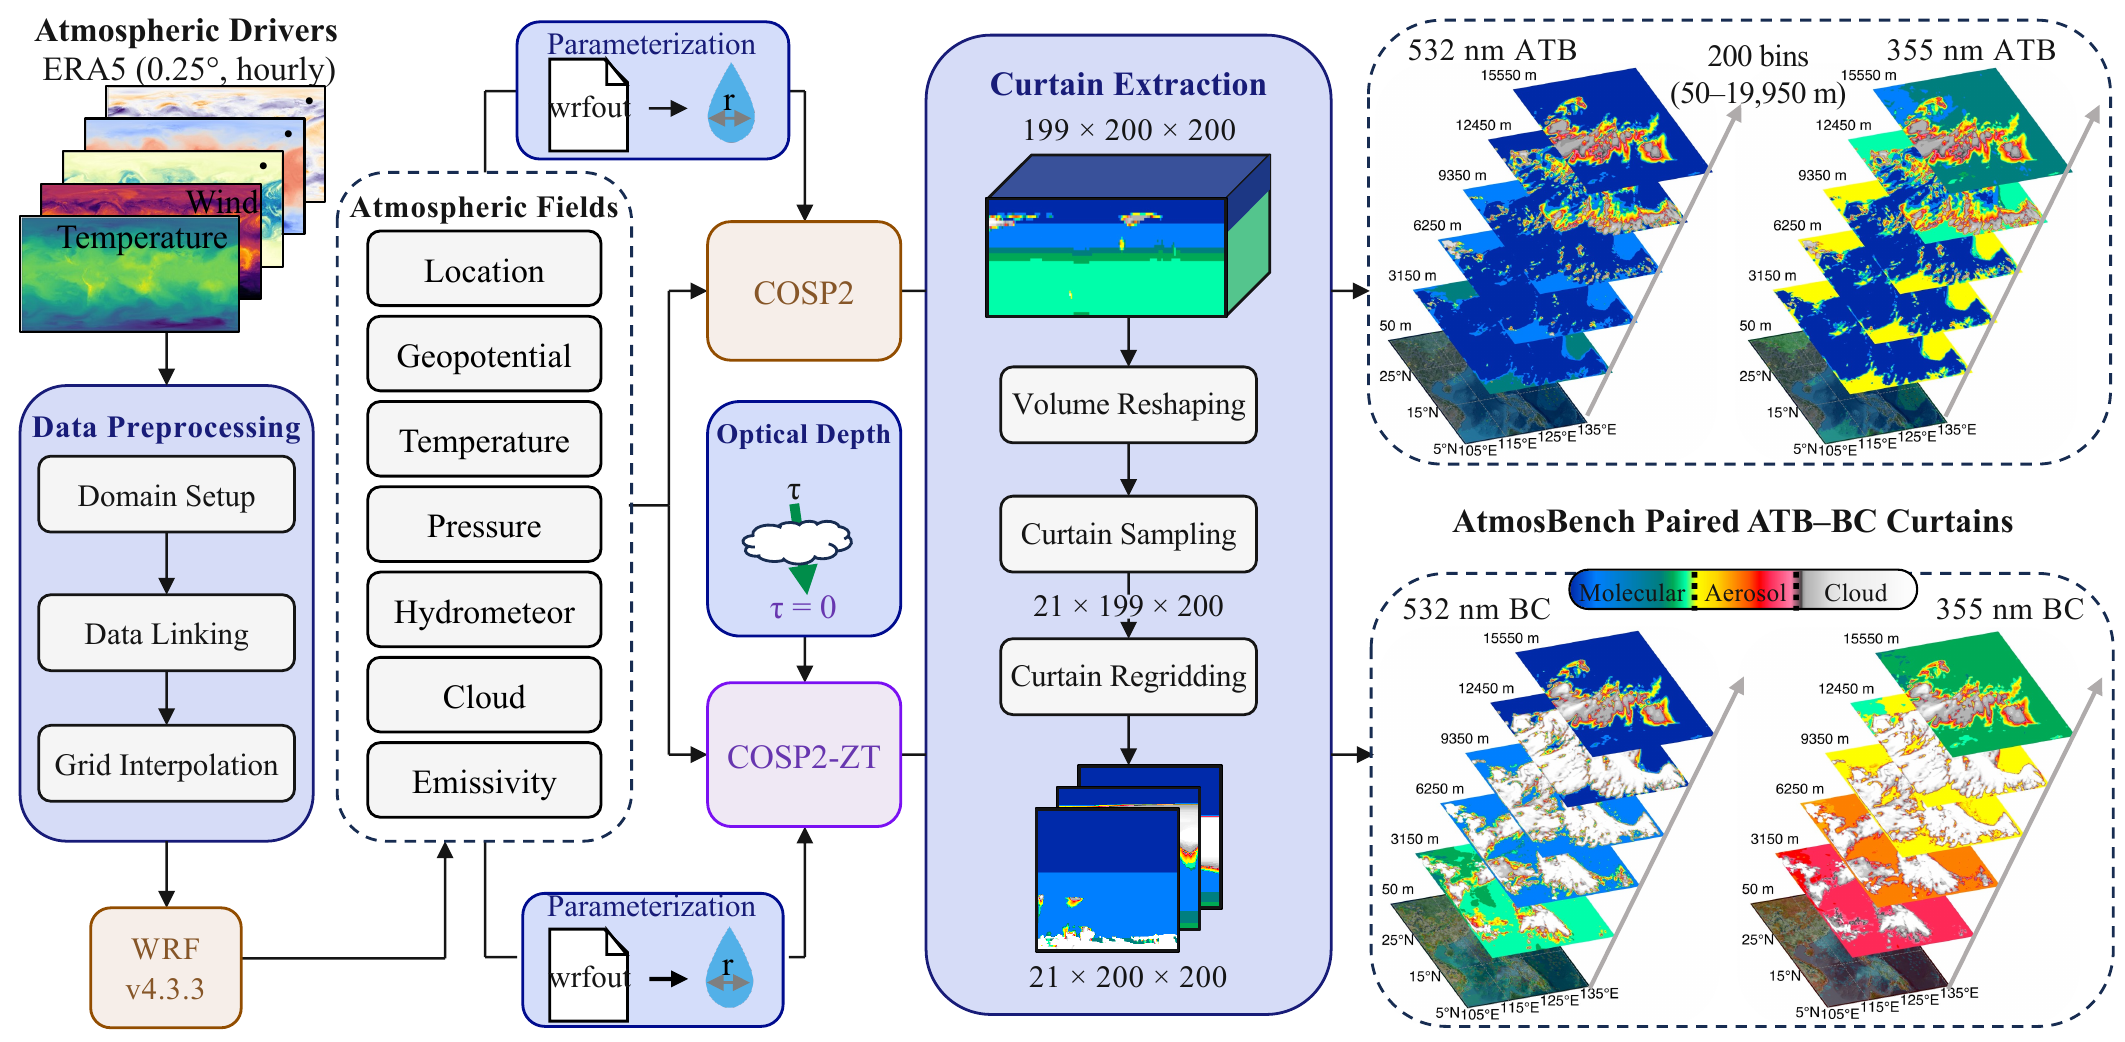 Atmospheric Drivers
ERA5 (0.25°, hourly)
Wind
Temperature
Data Preprocessing
Domain Setup
Data Linking
Grid Interpolation
WRF
v4.3.3
Atmospheric Fields
Location
Geopotential
Temperature
Pressure
Hydrometeor
Cloud
Emissivity
Parameterization
wrfout
r
COSP2
Optical Depth
τ
τ = 0
COSP2-ZT
Parameterization
wrfout
r
Curtain Extraction
199 × 200 × 200
Volume Reshaping
Curtain Sampling
21 × 199 × 200
Curtain Regridding
21 × 200 × 200
532 nm ATB
200 bins
(50–19,950 m)
355 nm ATB
15550 m
12450 m
9350 m
6250 m
3150 m
50 m
25°N
15°N
5°N
105°E
115°E
125°E
135°E
15550 m
12450 m
9350 m
6250 m
3150 m
50 m
25°N
15°N
5°N
105°E
115°E
125°E
135°E
AtmosBench Paired ATB–BC Curtains
Molecular
Aerosol
Cloud
532 nm BC
355 nm BC
15550 m
12450 m
9350 m
6250 m
3150 m
50 m
25°N
15°N
5°N
105°E
115°E
125°E
135°E
15550 m
12450 m
9350 m
6250 m
3150 m
50 m
25°N
15°N
5°N
105°E
115°E
125°E
135°E